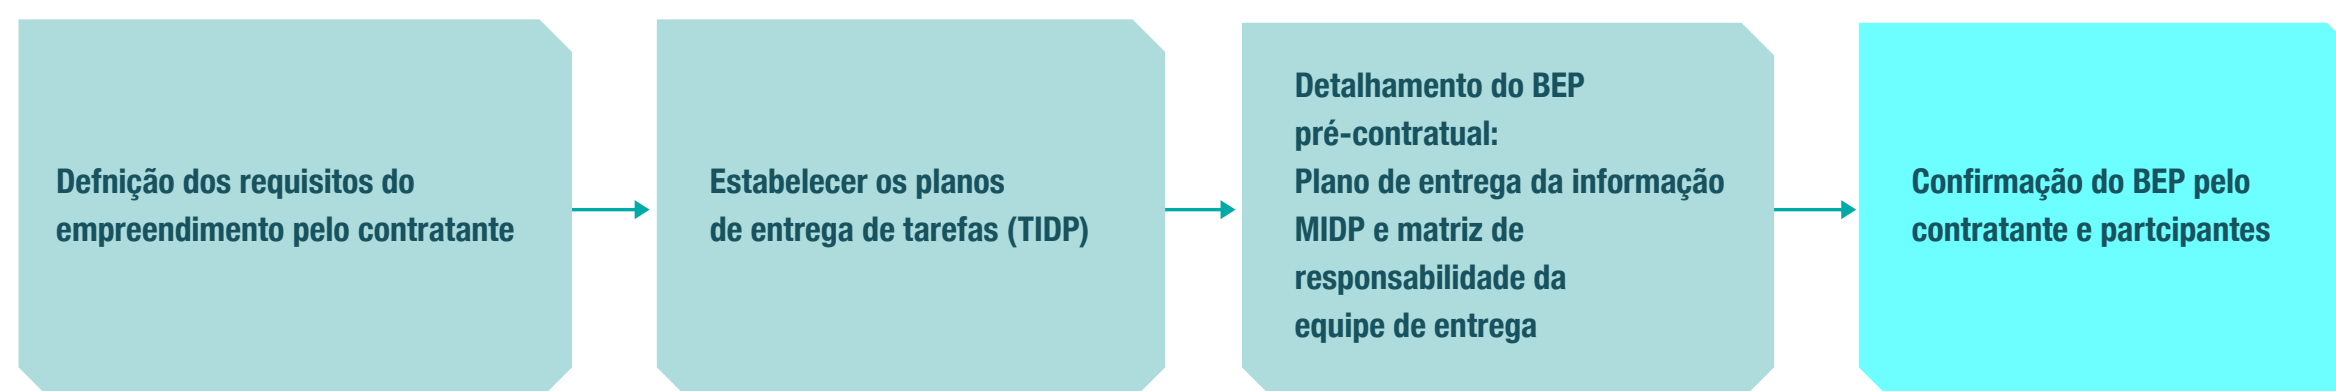 Defnição dos requisitos do
empreendimento pelo contratante
Estabelecer os planos
de entrega de tarefas (TIDP)
Detalhamento do BEP
pré-contratual:
Plano de entrega da informação
MIDP e matriz de
responsabilidade da
equipe de entrega
Confirmação do BEP pelo
contratante e partcipantes